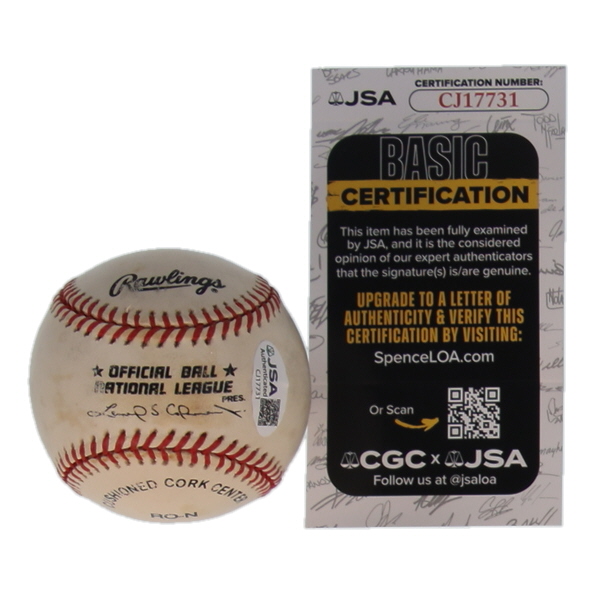 Rawlings
OFFICIAL BALL
NATIONAL LEAGUE
PRES.
CUSHIONED CORK CENTER
RO-N
JSA
Authenticated
CJ17731
JSA
CERTIFICATION NUMBER:
CJ17731
BASIC
CERTIFICATION
This item has been fully examined
by JSA, and it is the considered
opinion of our expert authenticators
that the signature(s) is/are genuine.
UPGRADE TO A LETTER OF
AUTHENTICITY & VERIFY THIS
CERTIFICATION BY VISITING:
SpenceLOA.com
Or Scan
CGC x JSA
Follow us at @jsaloa